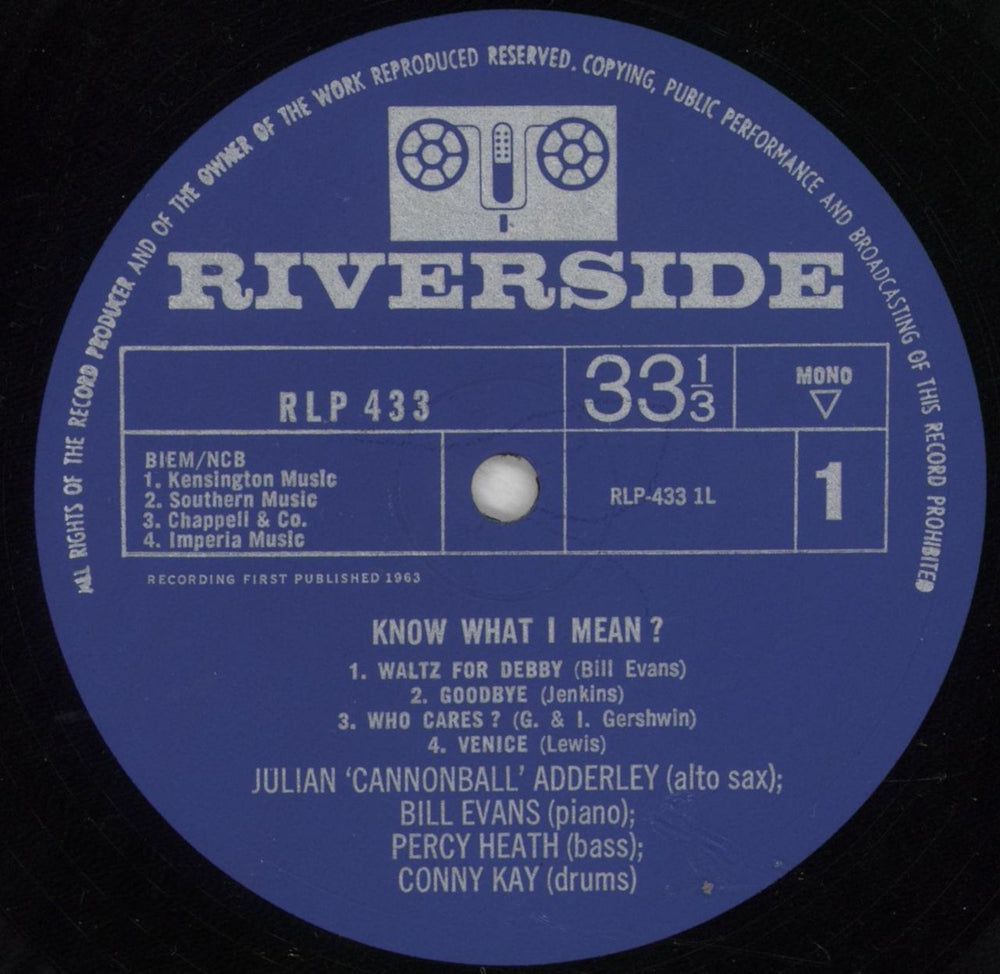 ALL RIGHTS OF THE RECORD PRODUCER AND OF THE OWNER OF THE WORK REPRODUCED RESERVED. COPYING, PUBLIC PERFORMANCE AND BROADCASTING OF THIS RECORD PROHIBITED
RIVERSIDE
RLP 433
33 1/3
MONO
BIEM/NCB
1. Kensington Music
2. Southern Music
3. Chappell & Co.
4. Imperia Music
RLP-433 1L
1
RECORDING FIRST PUBLISHED 1963
KNOW WHAT I MEAN?
1. WALTZ FOR DEBBY (Bill Evans)
2. GOODBYE (Jenkins)
3. WHO CARES? (G. & I. Gershwin)
4. VENICE (Lewis)
JULIAN ‘CANNONBALL’ ADDERLEY (alto sax);
BILL EVANS (piano);
PERCY HEATH (bass);
CONNY KAY (drums)